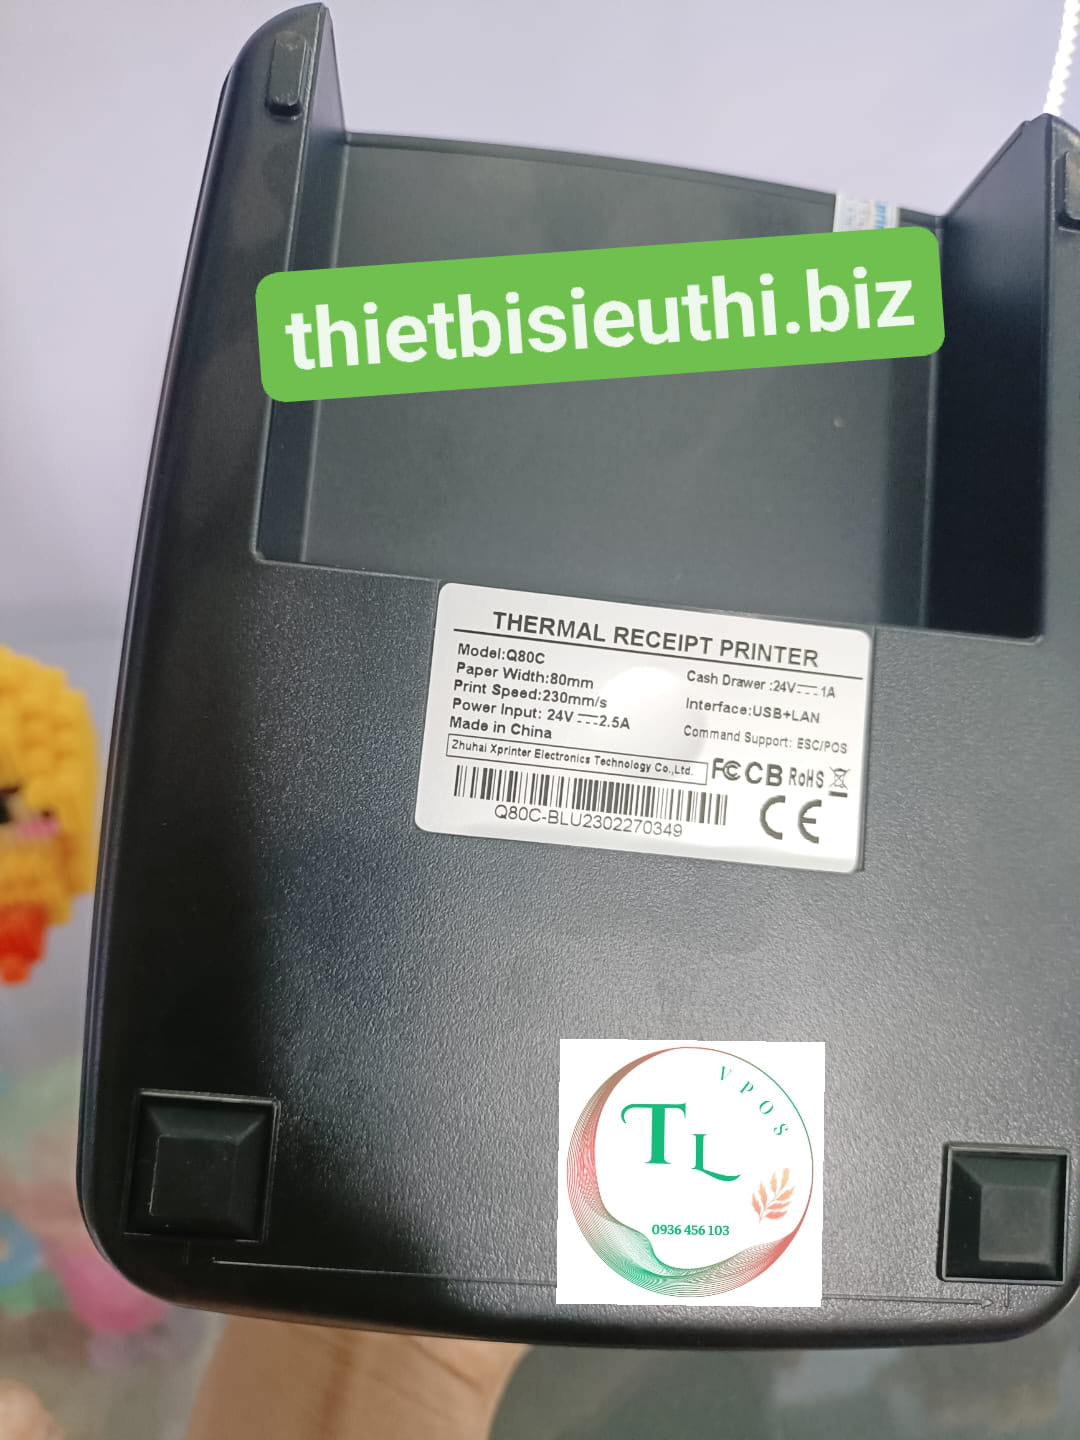 thietbisieuthi.biz
THERMAL RECEIPT PRINTER
Model:Q80C
Paper Width:80mm
Print Speed:230mm/s
Power Input: 24V⎓2.5A
Made in China
Cash Drawer :24V⎓1A
Interface:USB+LAN
Command Support: ESC/POS
Zhuhai Xprinter Electronics Technology Co.,Ltd.
FC CB RoHS
CE
Q80C-BLU2302270349
VPOS
TL
0936 456 103